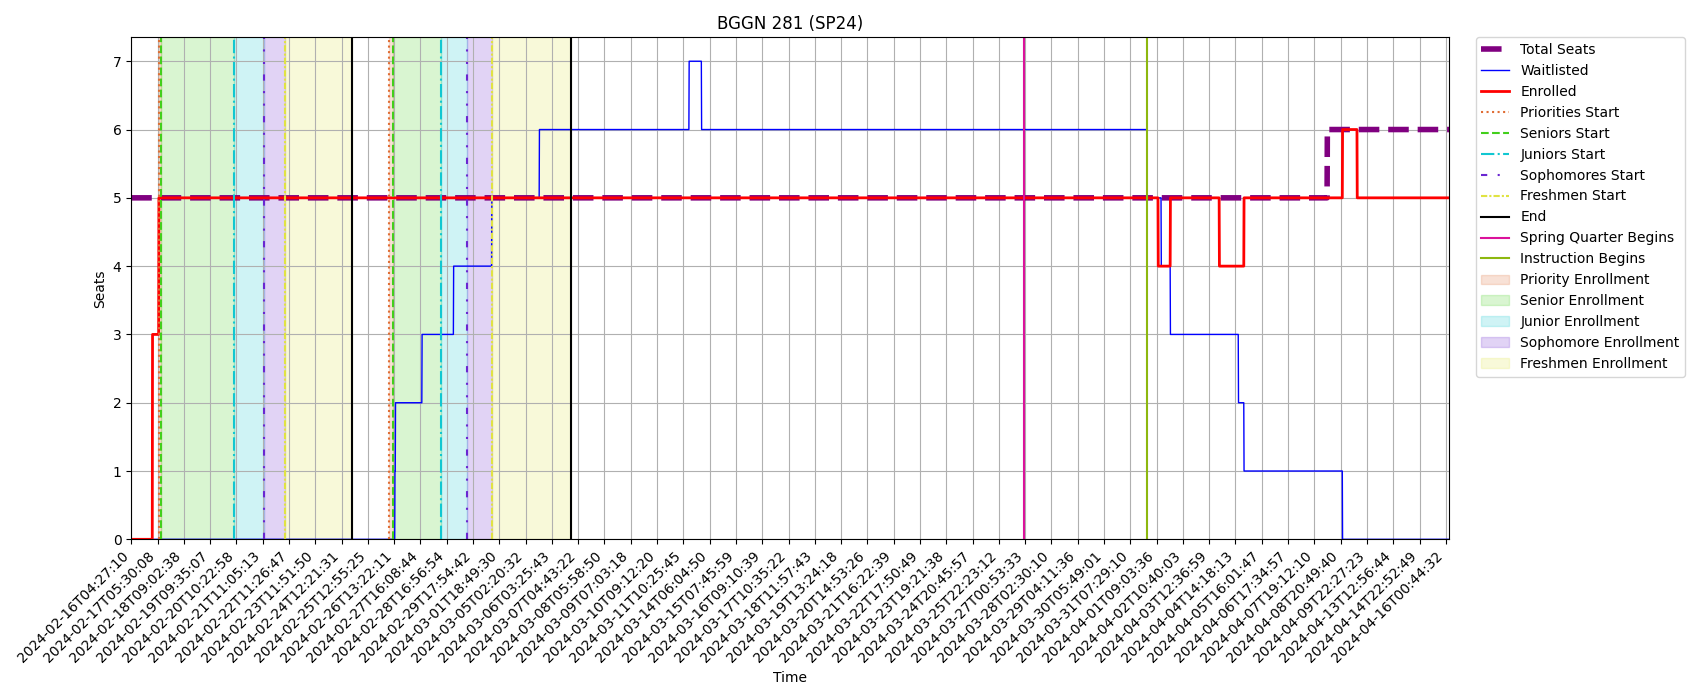 BGGN 281 (SP24)
Seats
7
6
5
4
3
2
1
0
2024-02-16T04:27:10
2024-02-17T05:30:08
2024-02-18T09:02:38
2024-02-19T09:35:07
2024-02-20T10:22:58
2024-02-21T11:05:13
2024-02-22T11:26:47
2024-02-23T11:51:50
2024-02-24T12:21:31
2024-02-25T12:55:25
2024-02-26T13:22:11
2024-02-27T16:08:44
2024-02-28T16:56:54
2024-02-29T17:54:42
2024-03-01T18:49:30
2024-03-05T02:20:32
2024-03-06T03:25:43
2024-03-07T04:43:22
2024-03-08T05:58:50
2024-03-09T07:03:18
2024-03-10T09:12:20
2024-03-11T10:25:45
2024-03-14T06:04:50
2024-03-15T07:45:59
2024-03-16T09:10:39
2024-03-17T10:35:22
2024-03-18T11:57:43
2024-03-19T13:24:18
2024-03-20T14:53:26
2024-03-21T16:22:39
2024-03-22T17:50:49
2024-03-23T19:21:38
2024-03-24T20:45:57
2024-03-25T22:23:12
2024-03-27T00:53:33
2024-03-28T02:30:10
2024-03-29T04:11:36
2024-03-30T05:49:01
2024-03-31T07:29:10
2024-04-01T09:03:36
2024-04-02T10:40:03
2024-04-03T12:36:59
2024-04-04T14:18:13
2024-04-05T16:01:47
2024-04-06T17:34:57
2024-04-07T19:12:10
2024-04-08T20:49:40
2024-04-09T22:27:23
2024-04-13T12:56:44
2024-04-14T22:52:49
2024-04-16T00:44:32
Time
Total Seats
Waitlisted
Enrolled
Priorities Start
Seniors Start
Juniors Start
Sophomores Start
Freshmen Start
End
Spring Quarter Begins
Instruction Begins
Priority Enrollment
Senior Enrollment
Junior Enrollment
Sophomore Enrollment
Freshmen Enrollment